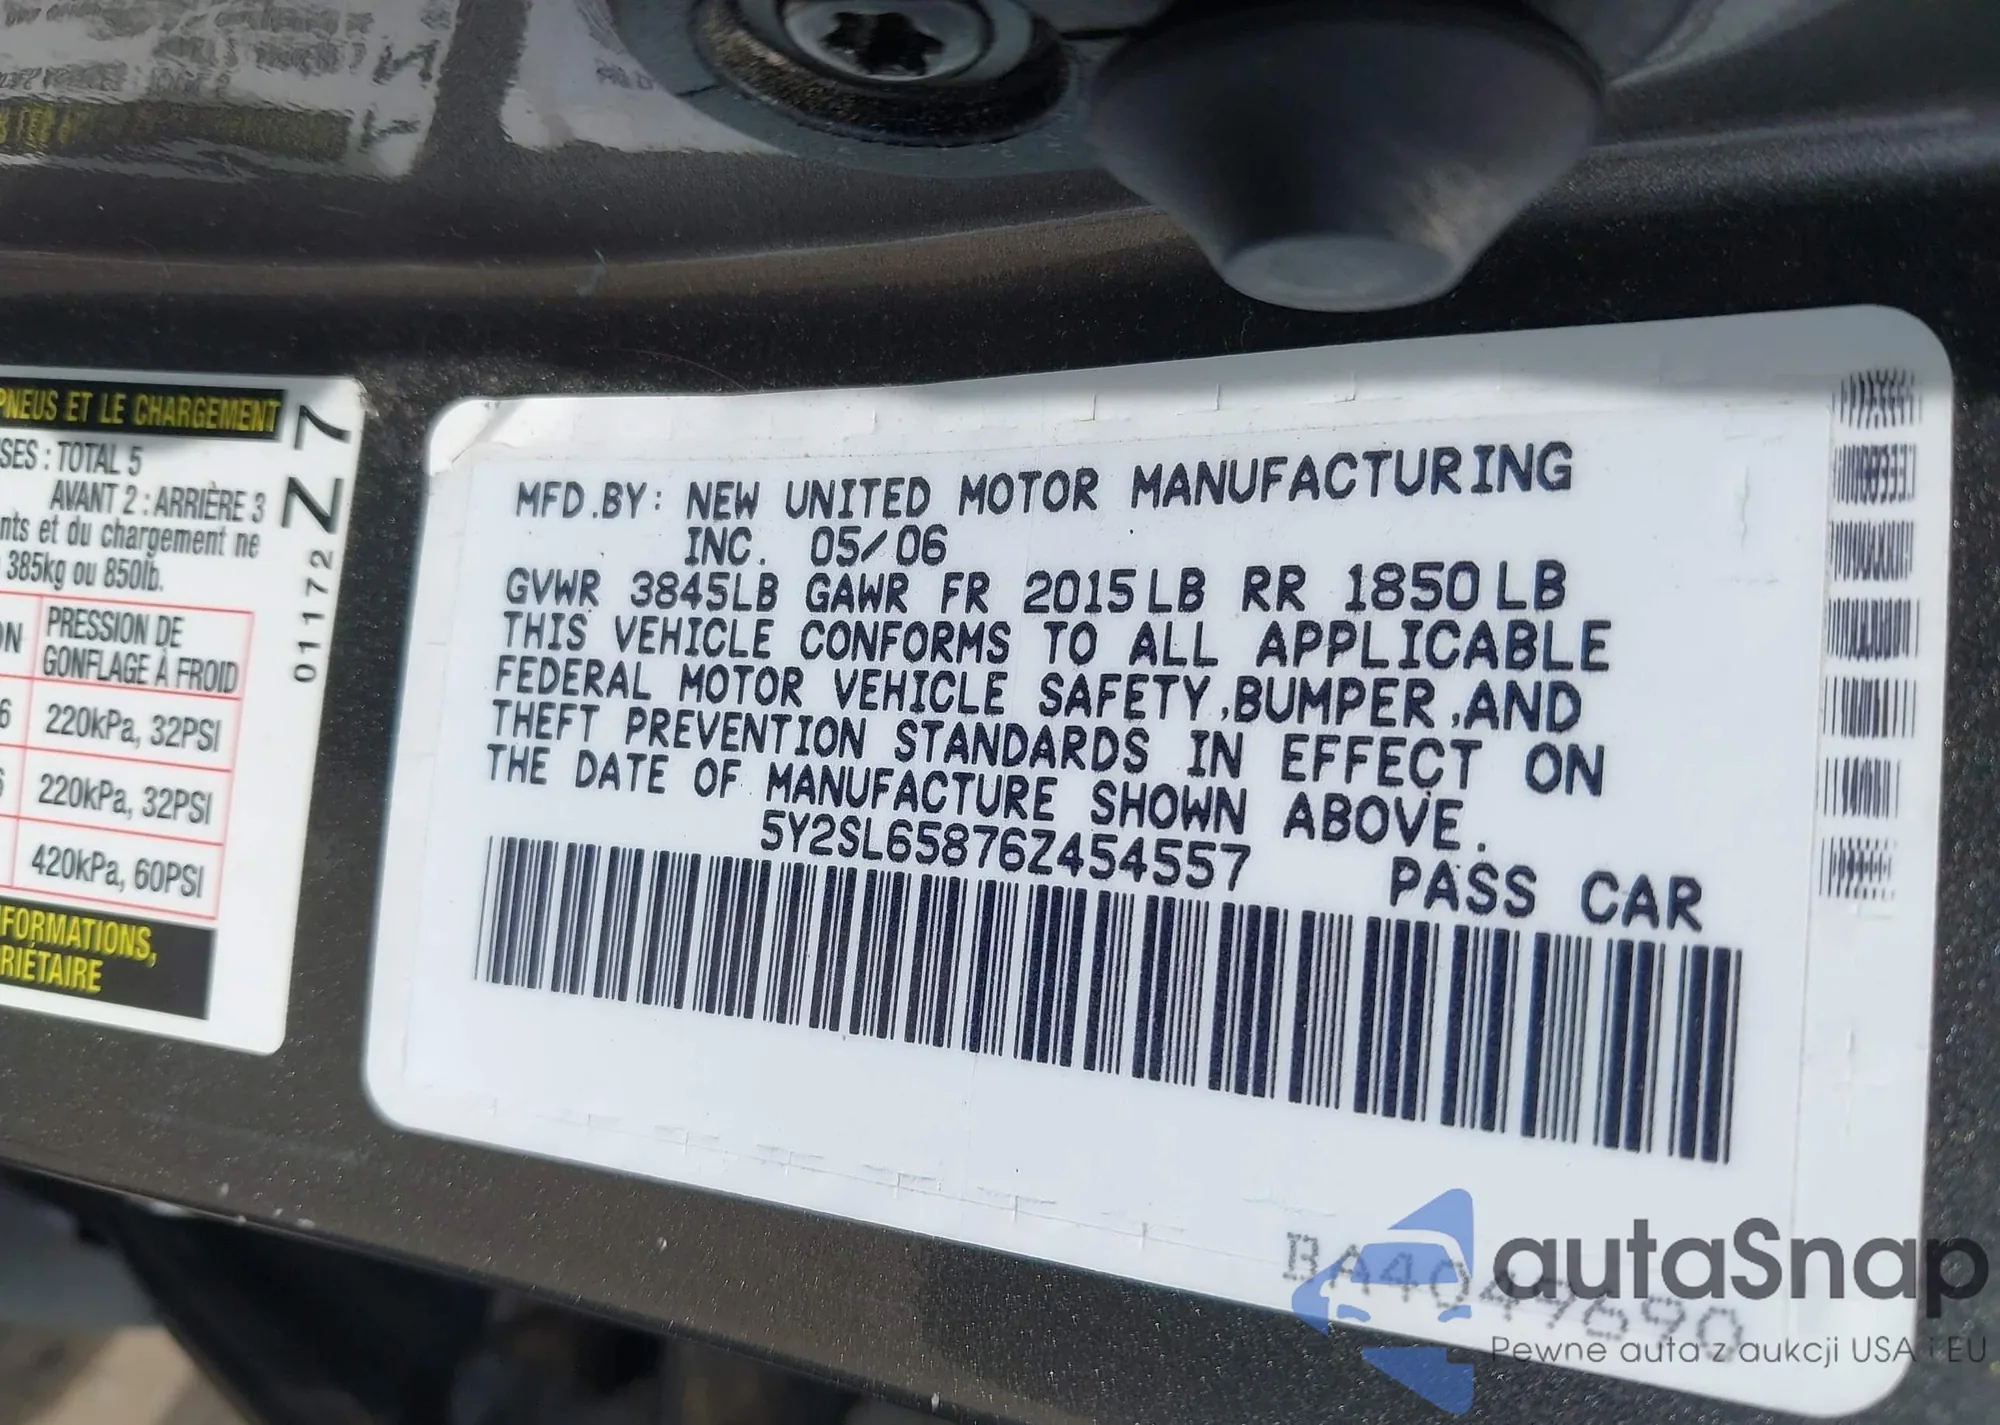 PNEUS ET LE CHARGEMENT
SES : TOTAL 5
AVANT 2 : ARRIÈRE 3
nts et du chargement ne
385kg ou 850lb.
ON
PRESSION DE
GONFLAGE À FROID
6
220kPa, 32PSI
220kPa, 32PSI
420kPa, 60PSI
FORMATIONS,
RIÉTAIRE
Z7
01172
MFD.BY: NEW UNITED MOTOR MANUFACTURING
INC. 05/06
GVWR 3845LB GAWR FR 2015LB RR 1850LB
THIS VEHICLE CONFORMS TO ALL APPLICABLE
FEDERAL MOTOR VEHICLE SAFETY,BUMPER,AND
THEFT PREVENTION STANDARDS IN EFFECT ON
THE DATE OF MANUFACTURE SHOWN ABOVE.
5Y2SL65876Z454557 PASS CAR
BA4049690
autaSnap
Pewne auta z aukcji USA i EU